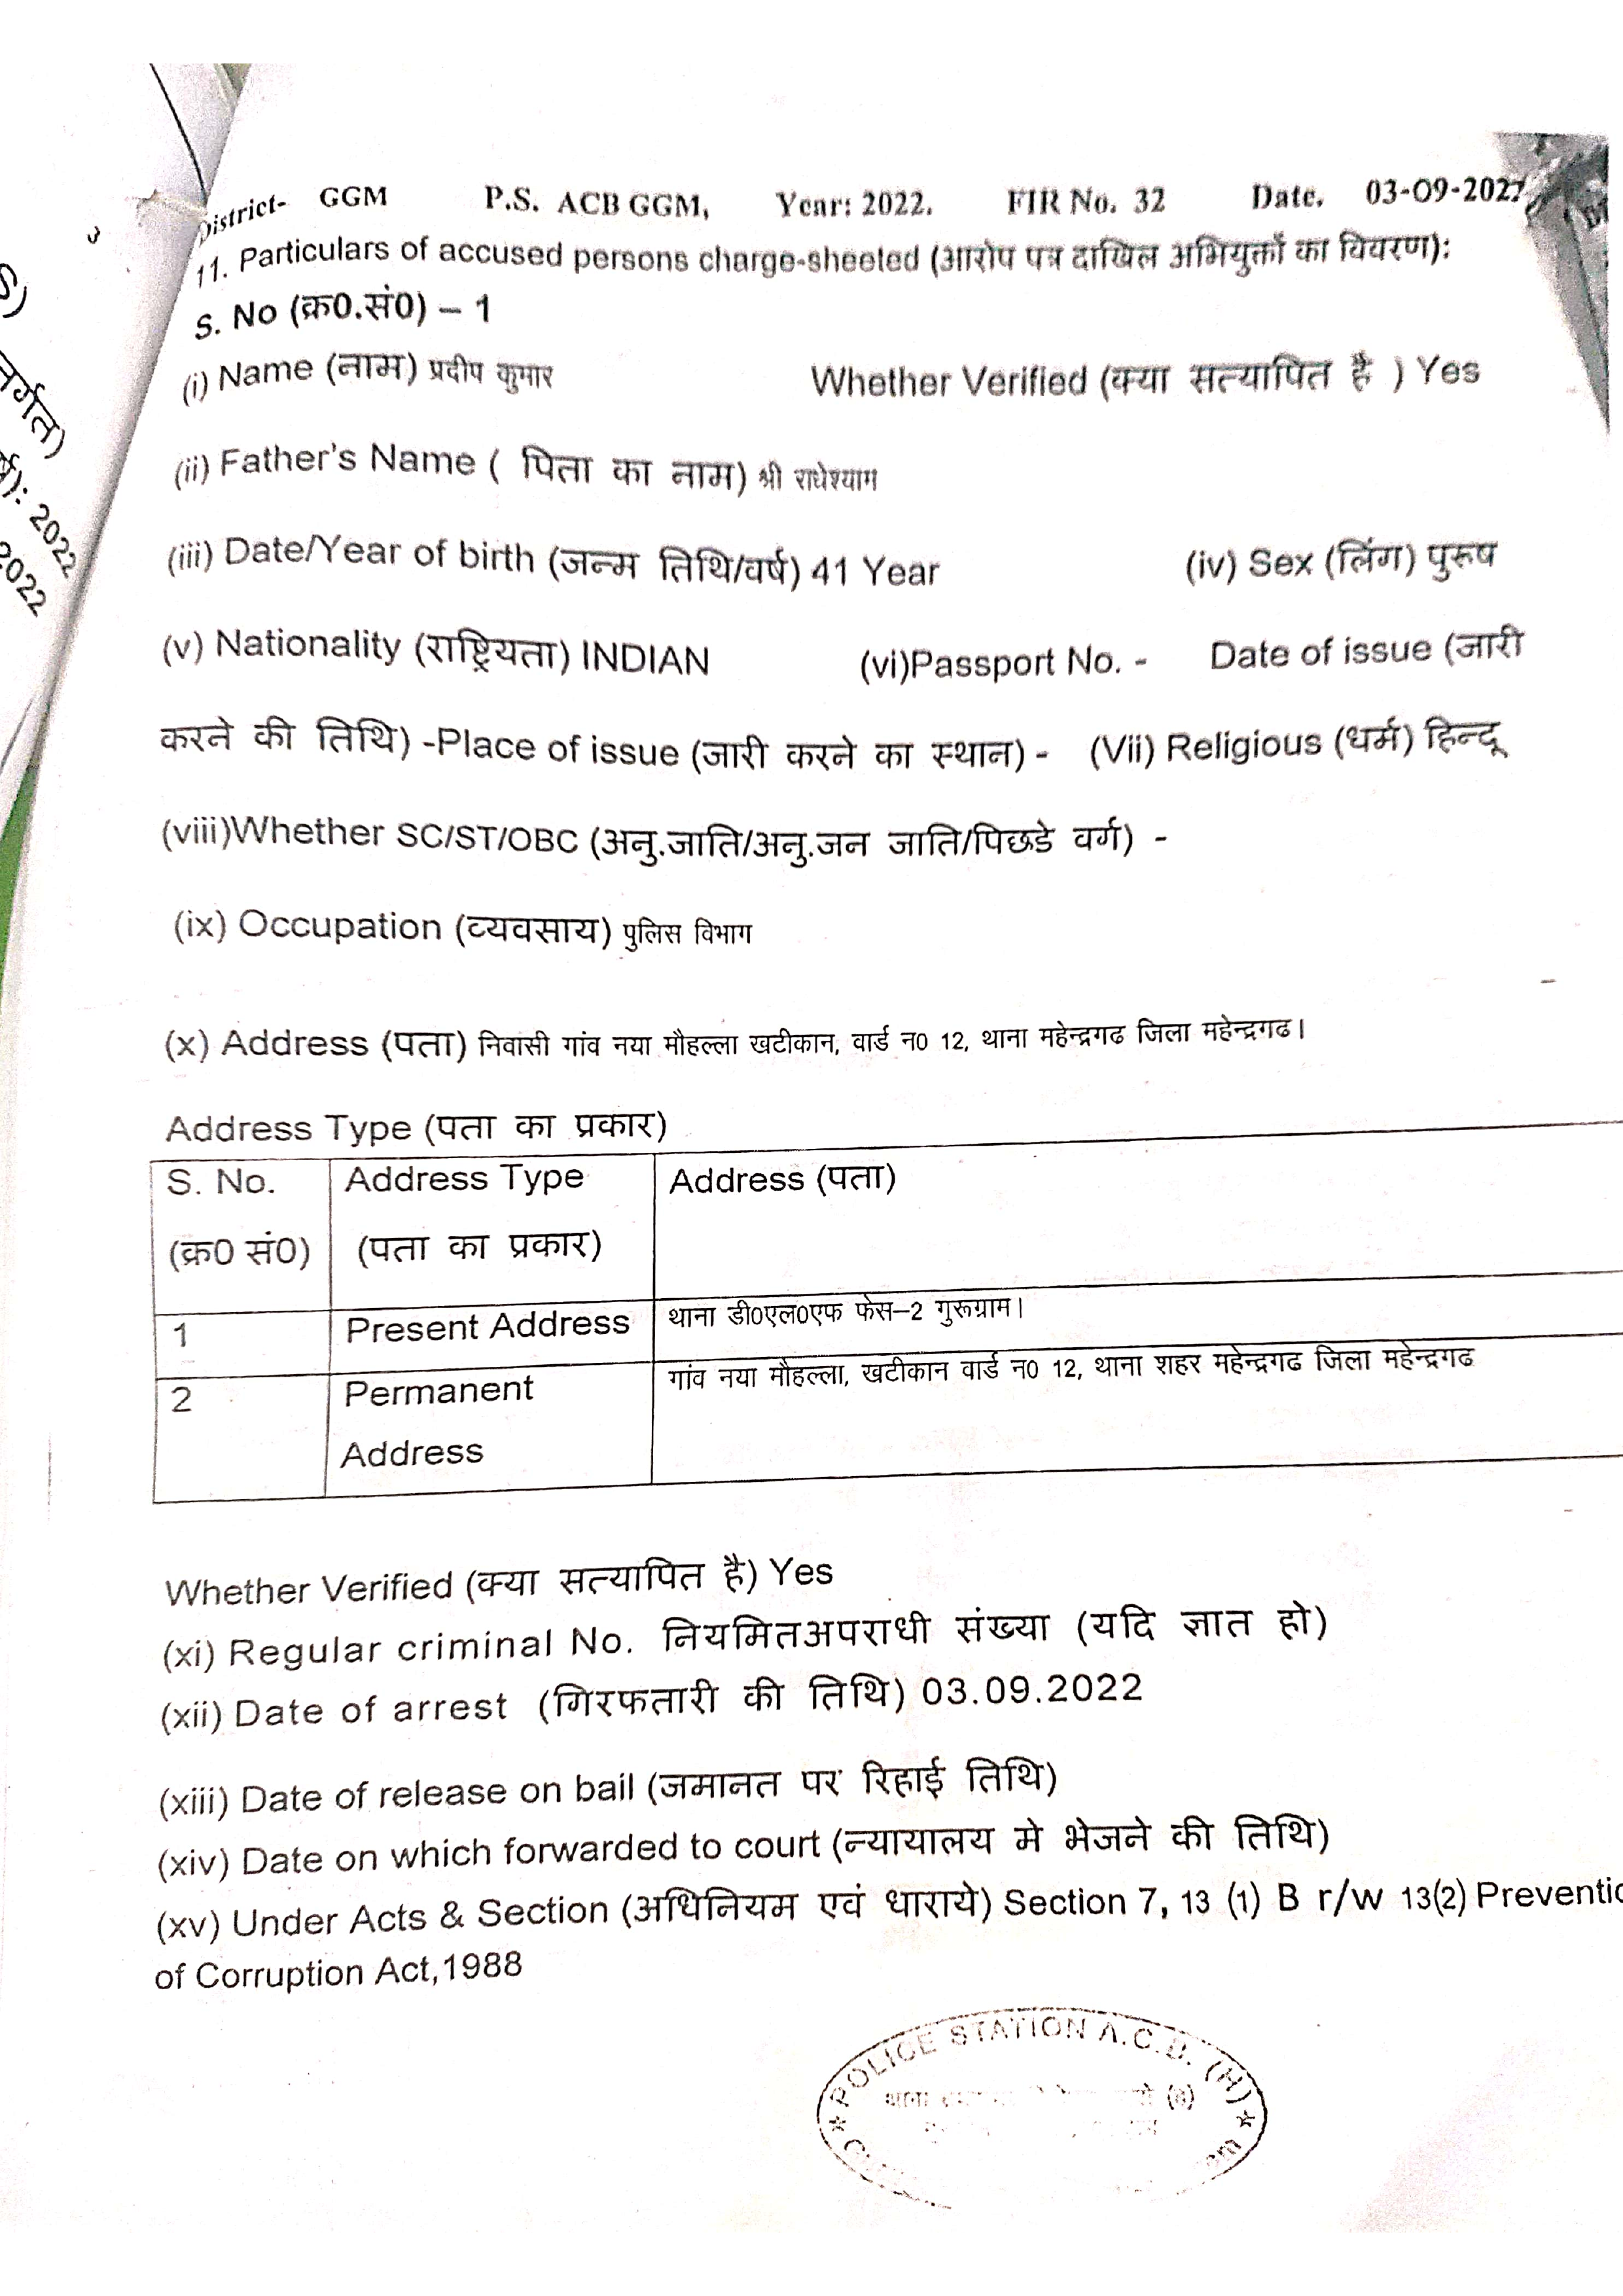 District- GGM P.S. ACB GGM, Year: 2022. FIR No. 32 Date. 03-09-2022
11. Particulars of accused persons charge-sheeted (आरोप पत्र दाखिल अभियुक्तों का विवरण):
S. No (क्र0.सं0) – 1
(i) Name (नाम) प्रदीप कुमार Whether Verified (क्या सत्यापित है ) Yes
(ii) Father's Name ( पिता का नाम) श्री राधेश्याम
(iii) Date/Year of birth (जन्म तिथि/वर्ष) 41 Year (iv) Sex (लिंग) पुरूष
(v) Nationality (राष्ट्रियता) INDIAN (vi)Passport No. - Date of issue (जारी
करने की तिथि) -Place of issue (जारी करने का स्थान) - (Vii) Religious (धर्म) हिन्दू
(viii)Whether SC/ST/OBC (अनु.जाति/अनु.जन जाति/पिछडे वर्ग) -
(ix) Occupation (व्यवसाय) पुलिस विभाग
(x) Address (पता) निवासी गांव नया मौहल्ला खटीकान, वार्ड न0 12, थाना महेन्द्रगढ जिला महेन्द्रगढ।
Address Type (पता का प्रकार)
S. No. Address Type Address (पता)
(क्र0 सं0) (पता का प्रकार)
1 Present Address थाना डी0एल0एफ फेस–2 गुरूग्राम।
2 Permanent गांव नया मौहल्ला, खटीकान वार्ड न0 12, थाना शहर महेन्द्रगढ जिला महेन्द्रगढ
Address
Whether Verified (क्या सत्यापित है) Yes
(xi) Regular criminal No. नियमितअपराधी संख्या (यदि ज्ञात हो)
(xii) Date of arrest (गिरफतारी की तिथि) 03.09.2022
(xiii) Date of release on bail (जमानत पर रिहाई तिथि)
(xiv) Date on which forwarded to court (न्यायालय मे भेजने की तिथि)
(xv) Under Acts & Section (अधिनियम एवं धाराये) Section 7, 13 (1) B r/w 13(2) Preventio
of Corruption Act,1988
POLICE STATION A.C.B. (H)
नर्गत)
2022
2022